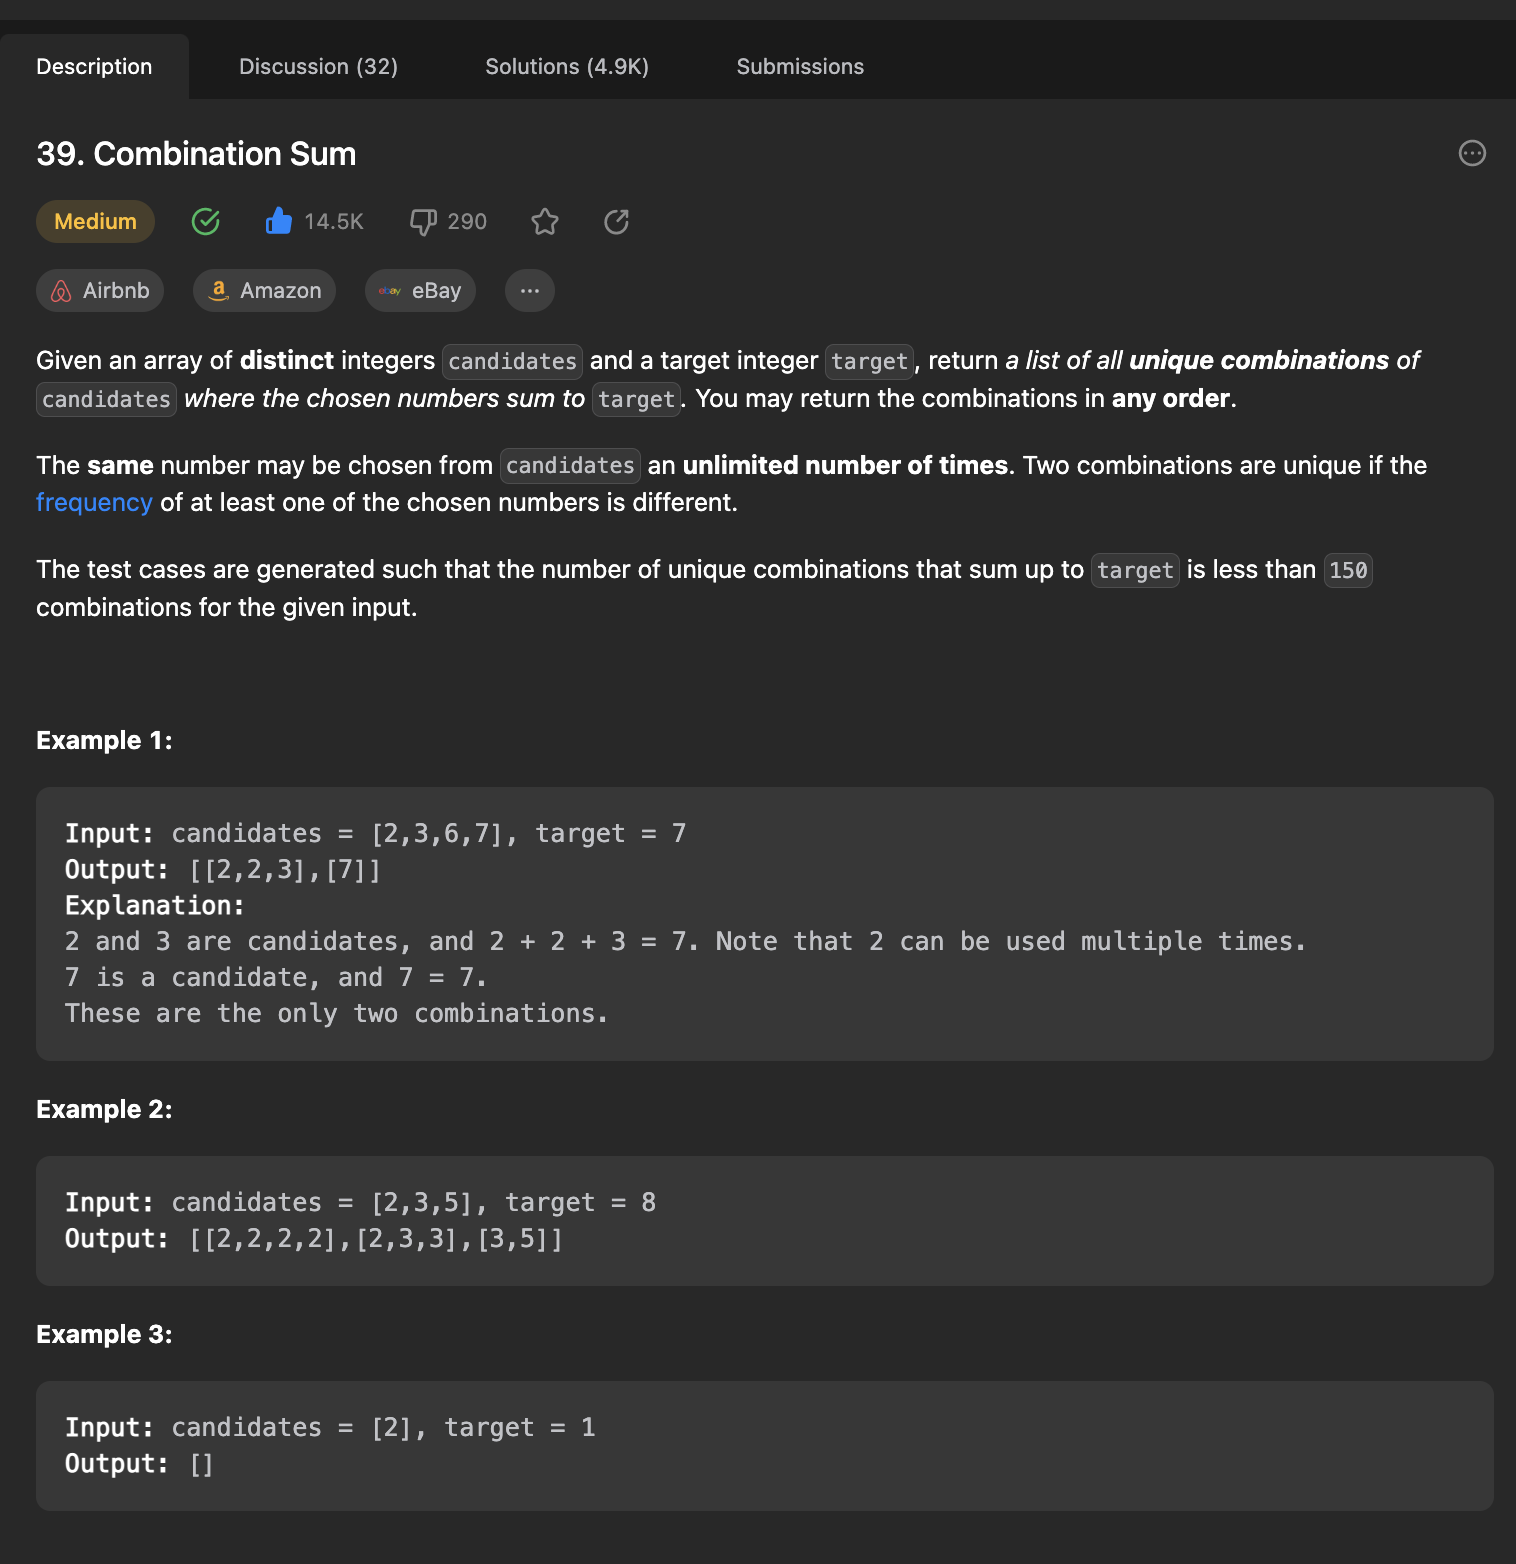 Description Discussion (32) Solutions (4.9K) Submissions
39. Combination Sum
Medium 14.5K 290
Airbnb a Amazon ebay eBay ...
Given an array of distinct integers candidates and a target integer target, return a list of all unique combinations of
candidates where the chosen numbers sum to target. You may return the combinations in any order.
The same number may be chosen from candidates an unlimited number of times. Two combinations are unique if the
frequency of at least one of the chosen numbers is different.
The test cases are generated such that the number of unique combinations that sum up to target is less than 150
combinations for the given input.
Example 1:
Input: candidates = [2,3,6,7], target = 7
Output: [[2,2,3],[7]]
Explanation:
2 and 3 are candidates, and 2 + 2 + 3 = 7. Note that 2 can be used multiple times.
7 is a candidate, and 7 = 7.
These are the only two combinations.
Example 2:
Input: candidates = [2,3,5], target = 8
Output: [[2,2,2,2],[2,3,3],[3,5]]
Example 3:
Input: candidates = [2], target = 1
Output: []